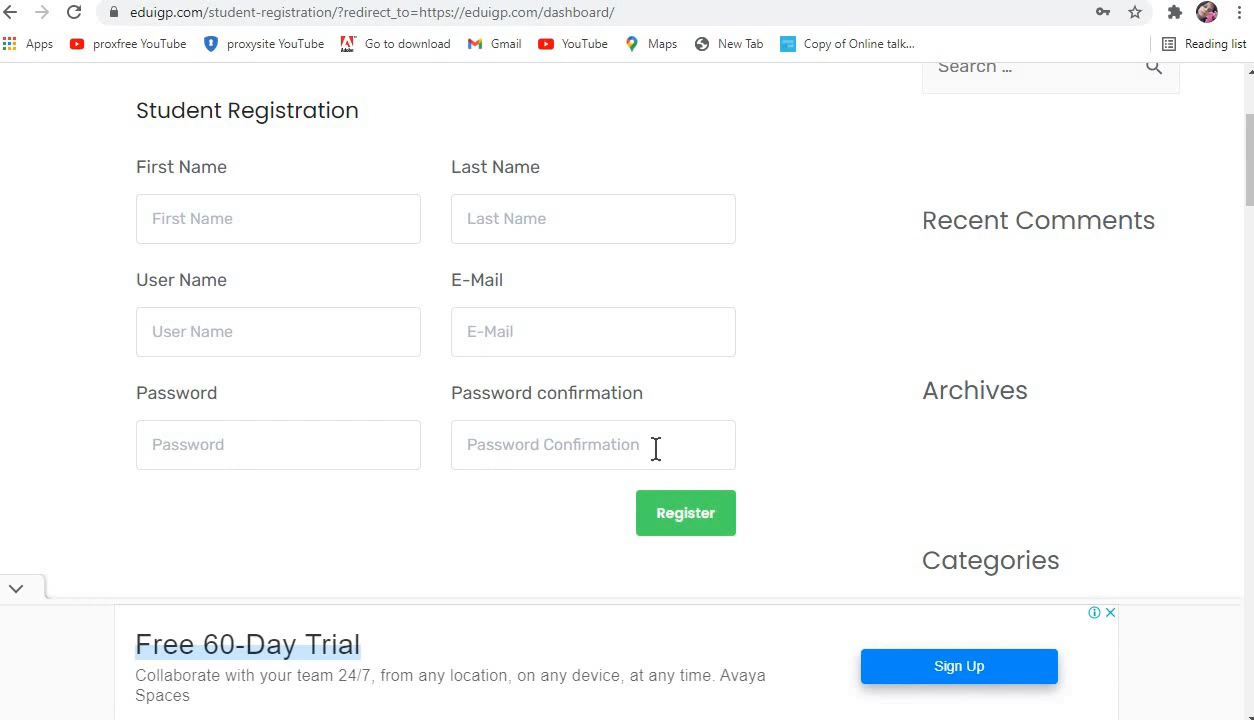 eduigp.com/student-registration/?redirect_to=https://eduigp.com/dashboard/
Apps proxfree YouTube proxysite YouTube Go to download Gmail YouTube Maps New Tab Copy of Online talk... Reading list
Search ...
Student Registration
First Name Last Name
First Name Last Name
Recent Comments
User Name E-Mail
User Name E-Mail
Password Password confirmation
Archives
Password Password Confirmation
Register
Categories
Free 60-Day Trial
Collaborate with your team 24/7, from any location, on any device, at any time. Avaya
Spaces
Sign Up